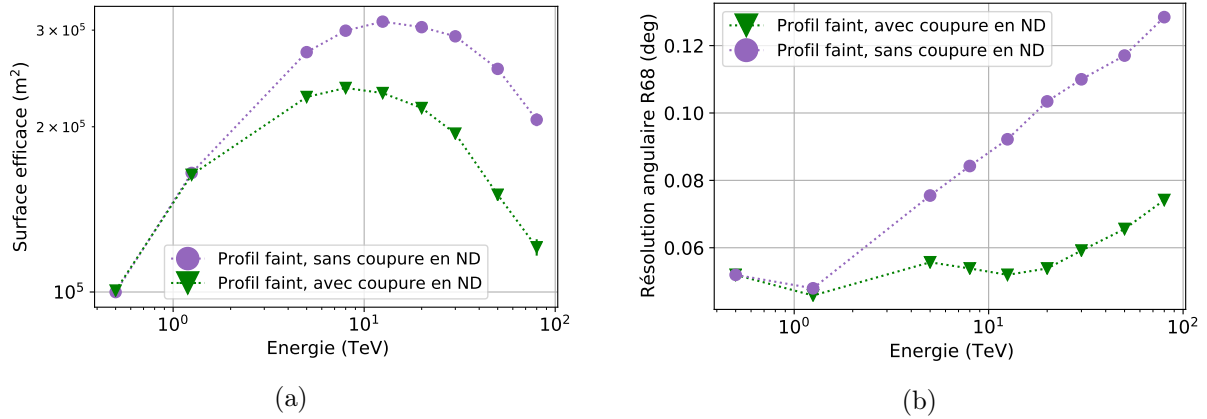 Surface efficace (m²)
3 × 10⁵
2 × 10⁵
10⁵
Profil faint, sans coupure en ND
Profil faint, avec coupure en ND
10⁰
10¹
10²
Energie (TeV)
(a)
Résolution angulaire R68 (deg)
0.12
0.10
0.08
0.06
Profil faint, avec coupure en ND
Profil faint, sans coupure en ND
10⁰
10¹
10²
Energie (TeV)
(b)